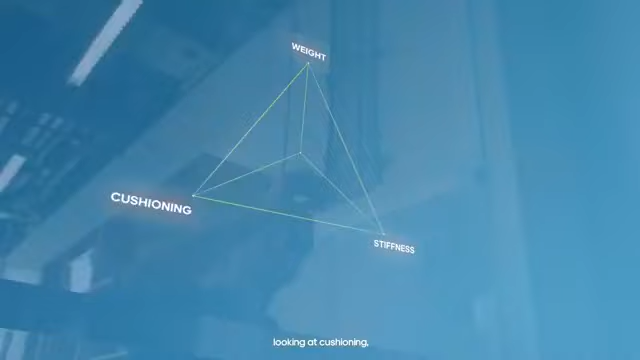 WEIGHT
CUSHIONING
STIFFNESS
looking at cushioning,